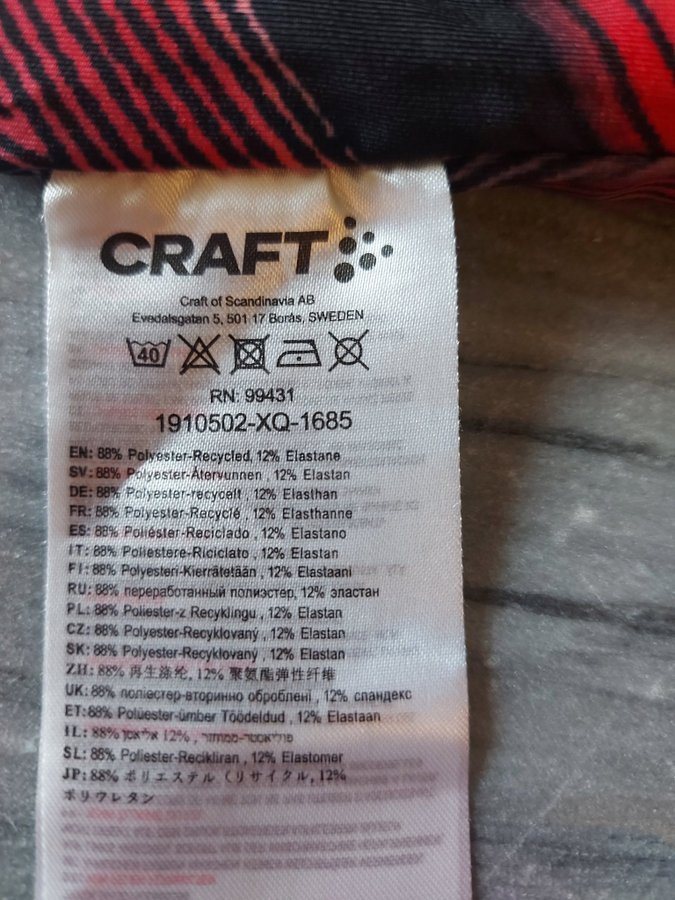 CRAFT
Craft of Scandinavia AB
Evedalsgatan 5, 501 17 Borås, SWEDEN
40
RN: 99431
1910502-XQ-1685
EN: 88% Polyester-Recycled, 12% Elastane
SV: 88% Polyester-Återvunnen , 12% Elastan
DE: 88% Polyester-recycelt , 12% Elasthan
FR: 88% Polyester-Recyclé , 12% Elasthanne
ES: 88% Poliéster-Reciclado , 12% Elastano
IT: 88% Poliestere-Riciclato , 12% Elastan
FI: 88% Polyesteri-Kierrätetään , 12% Elastaani
RU: 88% переработанный полиэстер, 12% эластан
PL: 88% Poliester-z Recyklingu , 12% Elastan
CZ: 88% Polyester-Recyklovaný , 12% Elastan
SK: 88% Polyester-Recyklovaný , 12% Elastan
ZH: 88% 再生涤纶, 12% 聚氨酯弹性纤维
UK: 88% поліестер-вторинно оброблені , 12% спандекс
ET: 88% Polüester-ümber Töödeldud , 12% Elastaan
IL: 88% פוליאסטר-ממוחזר , 12% אלסטן
SL: 88% Poliester-Recikliran , 12% Elastomer
JP: 88% ポリエステル (リサイクル, 12%
ポリウレタン